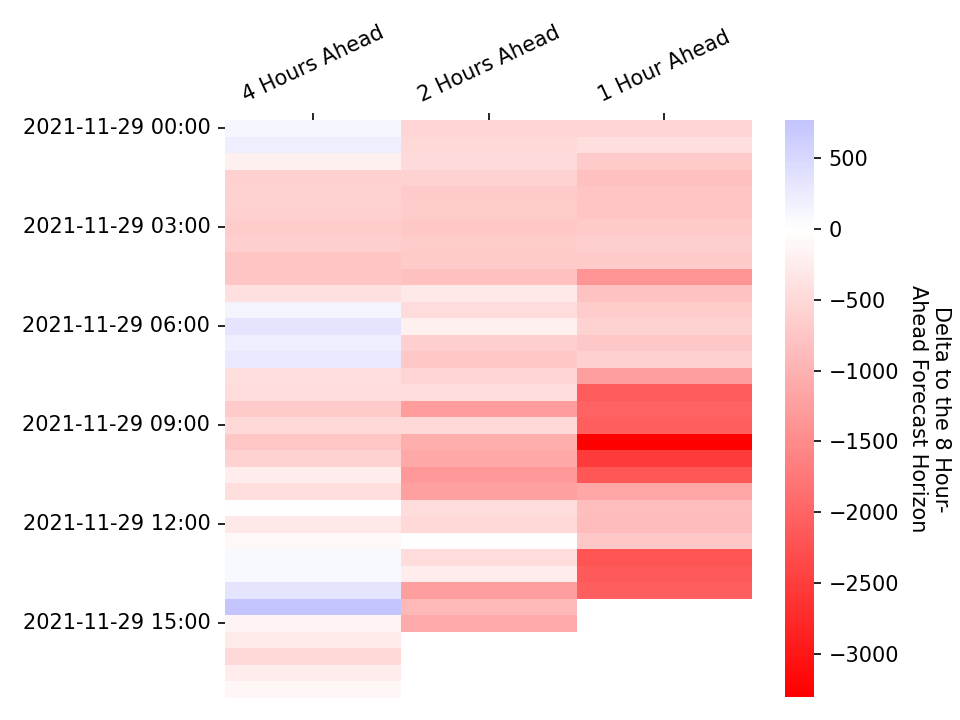 4 Hours Ahead
2 Hours Ahead
1 Hour Ahead
2021-11-29 00:00
2021-11-29 03:00
2021-11-29 06:00
2021-11-29 09:00
2021-11-29 12:00
2021-11-29 15:00
500
0
−500
−1000
−1500
−2000
−2500
−3000
Delta to the 8 Hour-
Ahead Forecast Horizon